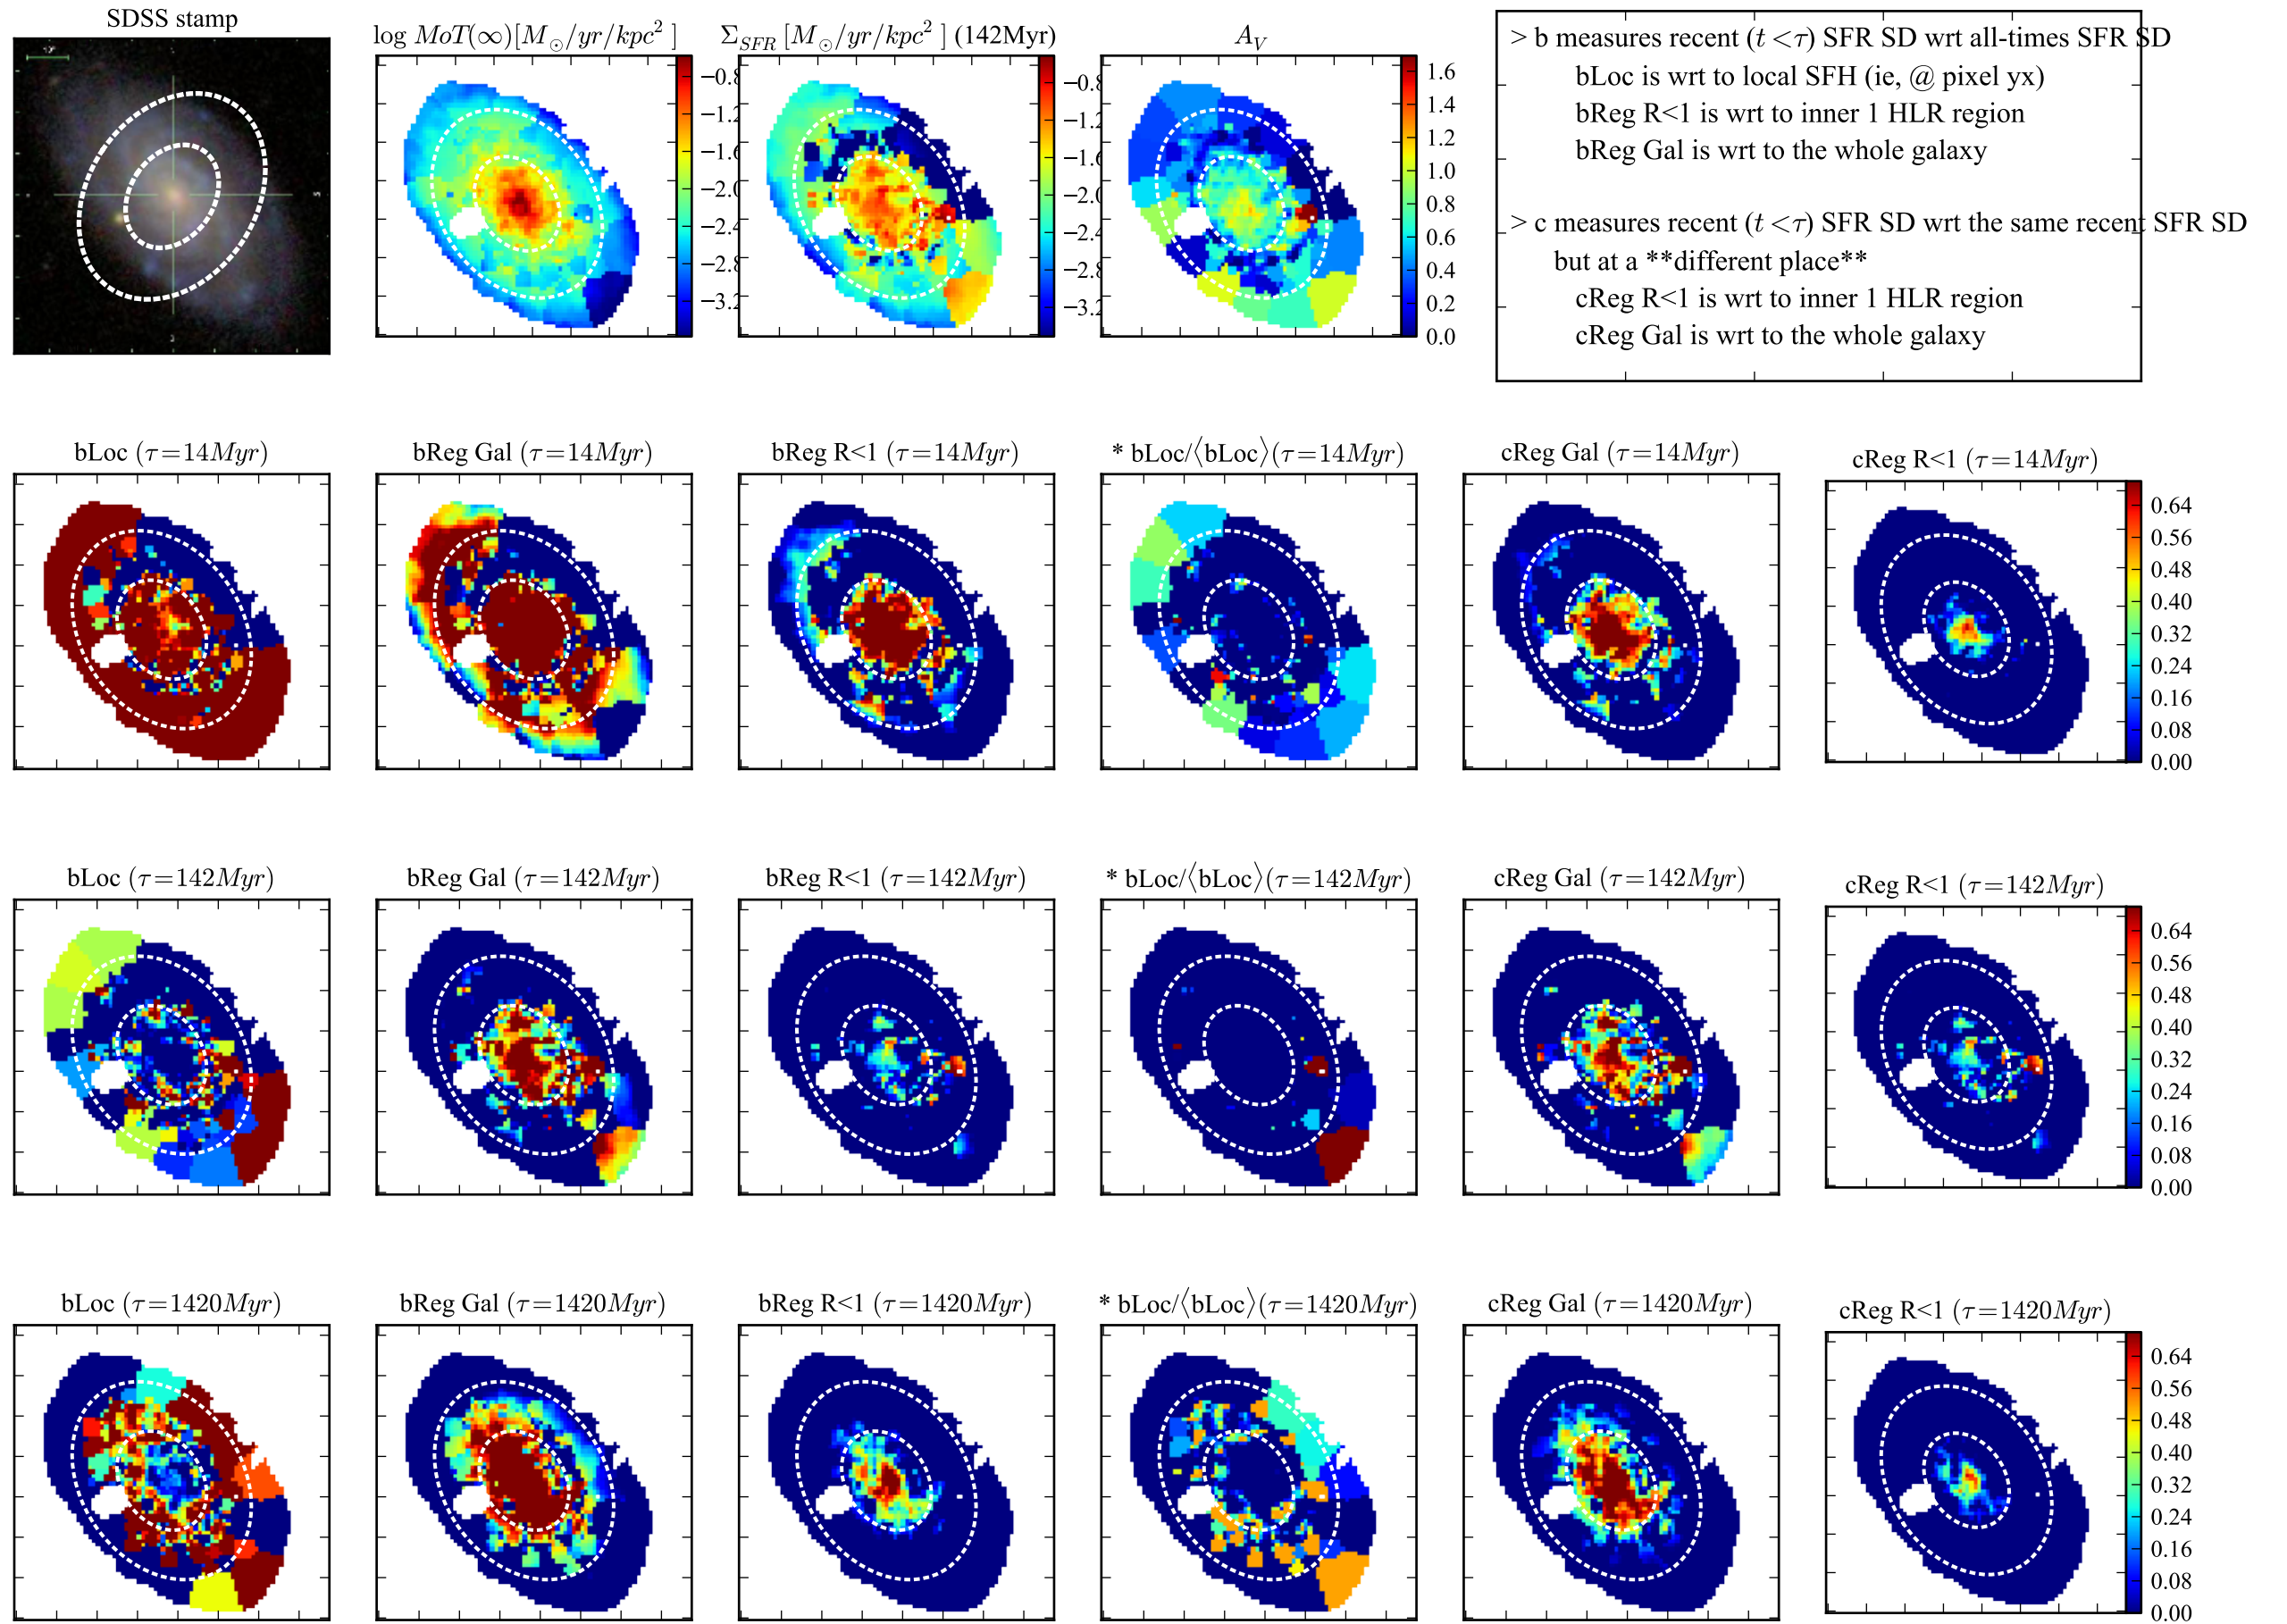 SDSS stamp
log MoT(∞)[M⊙/yr/kpc² ]
Σ_SFR [M⊙/yr/kpc² ] (142Myr)
A_V
−0.8
−1.2
−1.6
−2.0
−2.4
−2.8
−3.2
−0.8
−1.2
−1.6
−2.0
−2.4
−2.8
−3.2
1.6
1.4
1.2
1.0
0.8
0.6
0.4
0.2
0.0
> b measures recent (t <τ) SFR SD wrt all-times SFR SD
bLoc is wrt to local SFH (ie, @ pixel yx)
bReg R<1 is wrt to inner 1 HLR region
bReg Gal is wrt to the whole galaxy
> c measures recent (t <τ) SFR SD wrt the same recent SFR SD
but at a **different place**
cReg R<1 is wrt to inner 1 HLR region
cReg Gal is wrt to the whole galaxy
bLoc (τ=14Myr)
bReg Gal (τ=14Myr)
bReg R<1 (τ=14Myr)
* bLoc/⟨bLoc⟩(τ=14Myr)
cReg Gal (τ=14Myr)
cReg R<1 (τ=14Myr)
0.64
0.56
0.48
0.40
0.32
0.24
0.16
0.08
0.00
bLoc (τ=142Myr)
bReg Gal (τ=142Myr)
bReg R<1 (τ=142Myr)
* bLoc/⟨bLoc⟩(τ=142Myr)
cReg Gal (τ=142Myr)
cReg R<1 (τ=142Myr)
0.64
0.56
0.48
0.40
0.32
0.24
0.16
0.08
0.00
bLoc (τ=1420Myr)
bReg Gal (τ=1420Myr)
bReg R<1 (τ=1420Myr)
* bLoc/⟨bLoc⟩(τ=1420Myr)
cReg Gal (τ=1420Myr)
cReg R<1 (τ=1420Myr)
0.64
0.56
0.48
0.40
0.32
0.24
0.16
0.08
0.00